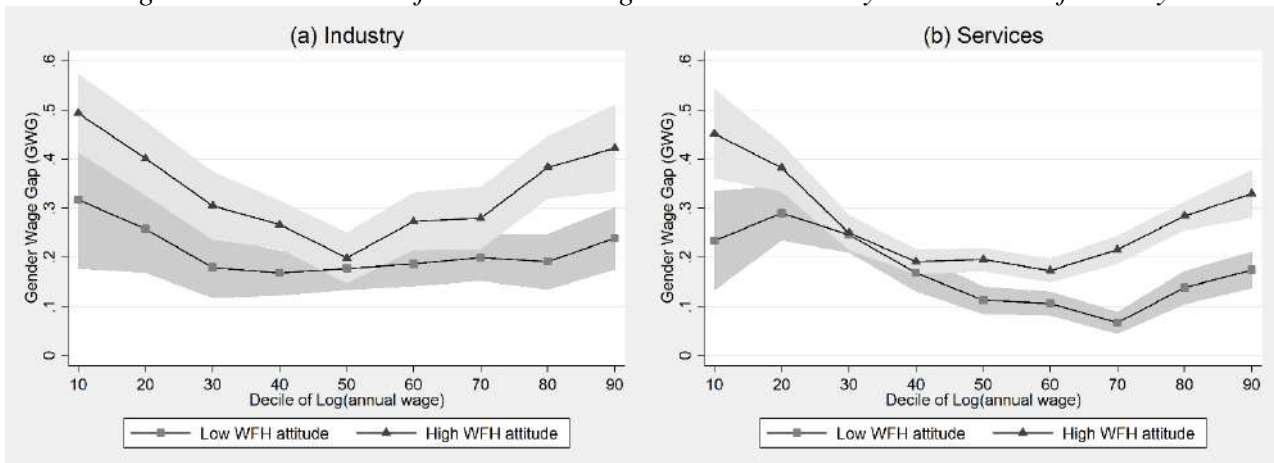 (a) Industry
Gender Wage Gap (GWG)
.6
.5
.4
.3
.2
.1
0
10 20 30 40 50 60 70 80 90
Decile of Log(annual wage)
Low WFH attitude High WFH attitude
(b) Services
Gender Wage Gap (GWG)
.6
.5
.4
.3
.2
.1
0
10 20 30 40 50 60 70 80 90
Decile of Log(annual wage)
Low WFH attitude High WFH attitude